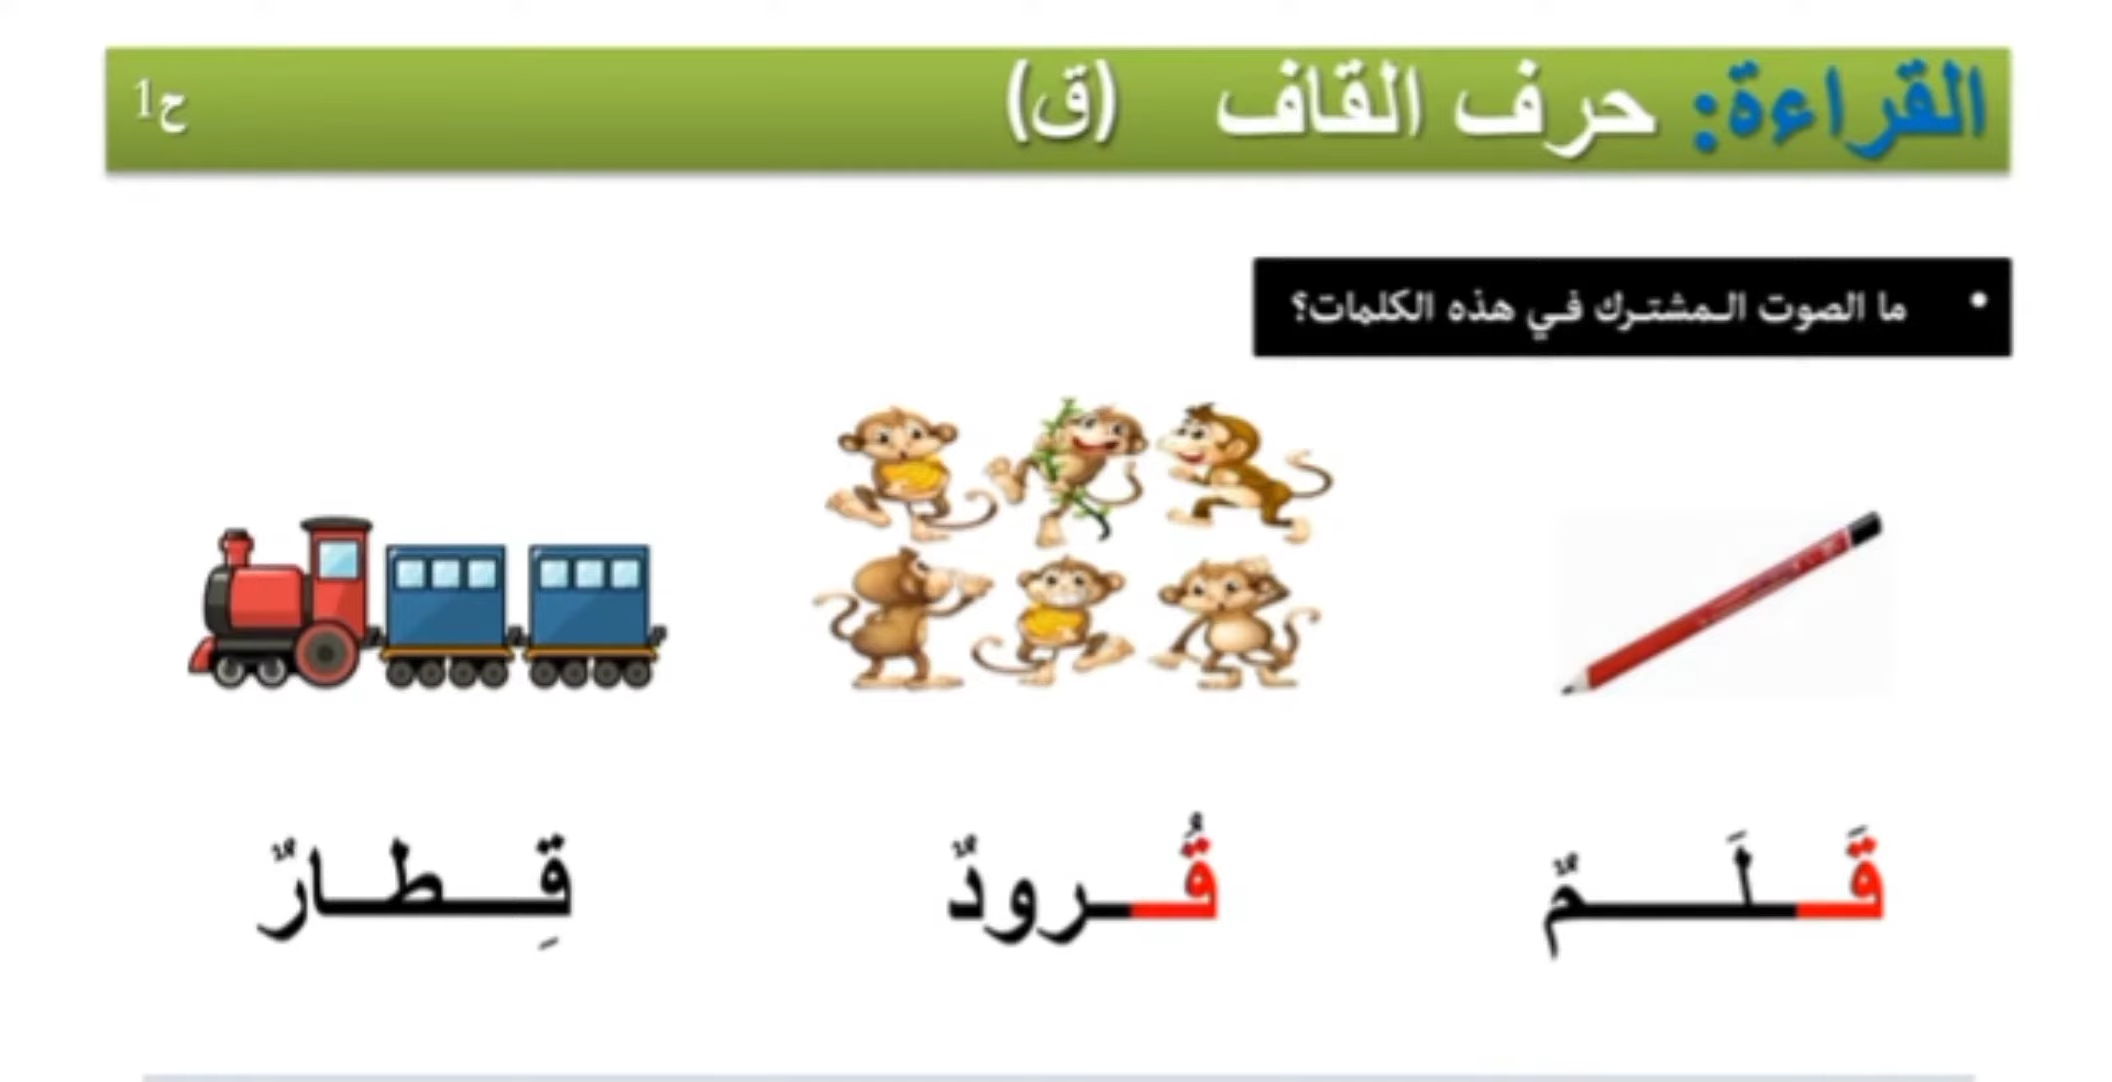 القراءة: حرف القاف (ق) ح1
• ما الصوت المشترك في هذه الكلمات؟
قَلَمٌ قُرودٌ قِطارٌ